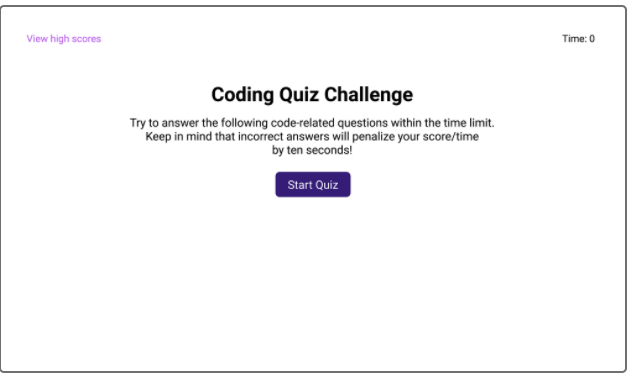 View high scores
Time: 0
Coding Quiz Challenge
Try to answer the following code-related questions within the time limit.
Keep in mind that incorrect answers will penalize your score/time
by ten seconds!
Start Quiz